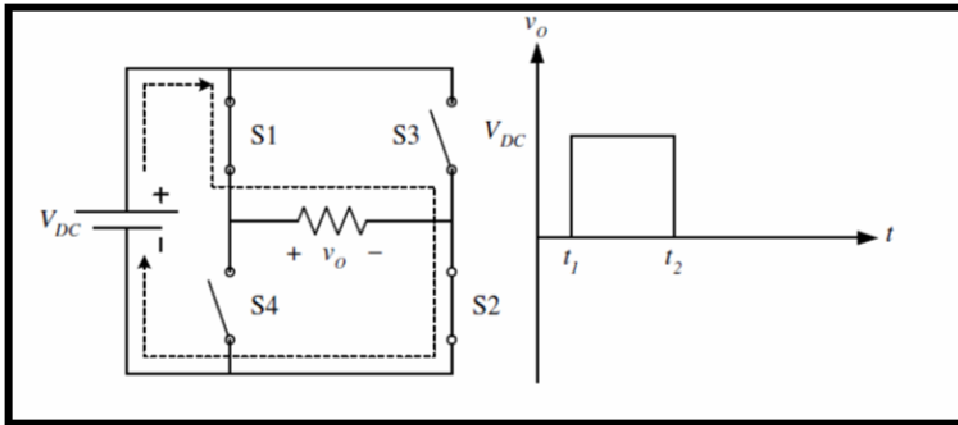 v_O
S1
S3
V_DC
+
V_DC
−
+ v_O −
t
t_1
t_2
S4
S2